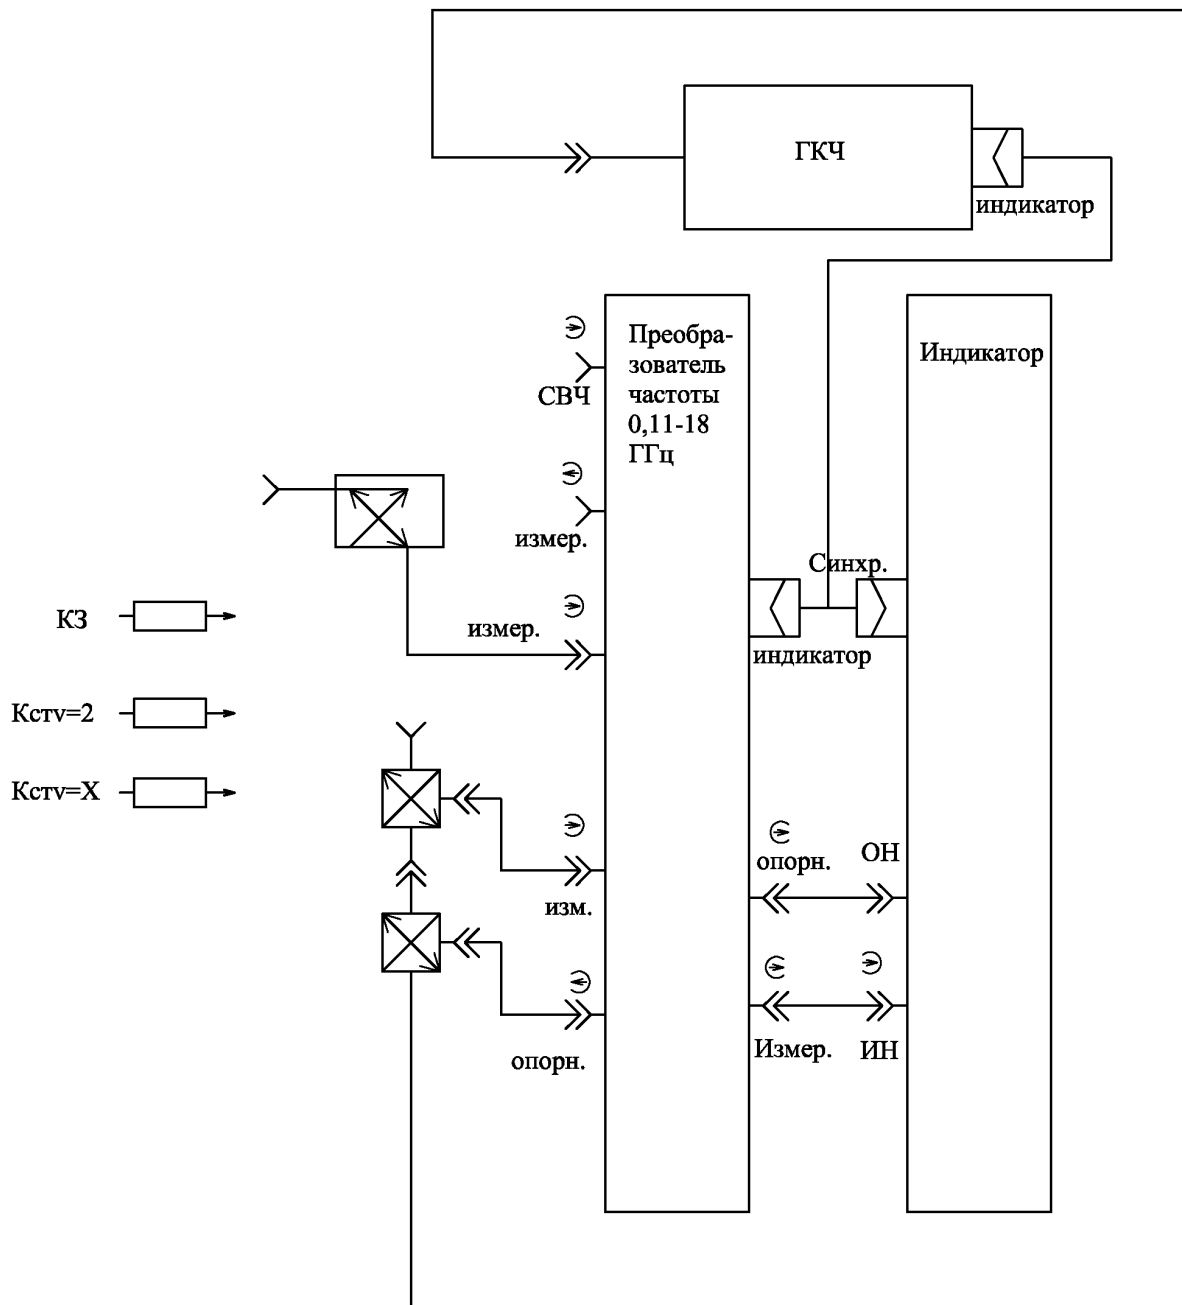 ГКЧ
индикатор
Преобра-
зователь
частоты
0,11-18
ГГц
Индикатор
СВЧ
измер.
Синхр.
индикатор
измер.
КЗ
Кстv=2
Кстv=X
изм.
опорн.
ОН
опорн.
Измер.
ИН